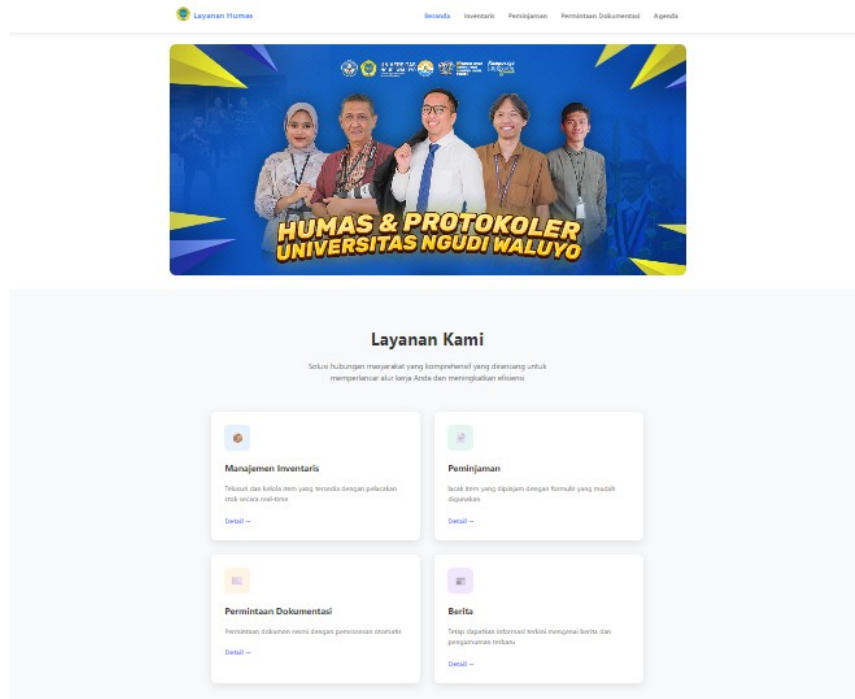 Layanan Humas
Beranda Inventaris Peminjaman Permintaan Dokumentasi Agenda
UNIVERSITAS
NGUDI WALUYO
HUMAS & PROTOKOLER
UNIVERSITAS NGUDI WALUYO
Layanan Kami
Solusi hubungan masyarakat yang komprehensif yang dirancang untuk
memperlancar alur kerja Anda dan meningkatkan efisiensi
Manajemen Inventaris
Telusuri dan kelola item yang tersedia dengan pelacakan
stok secara real-time
Detail →
Peminjaman
lacak item yang dipinjam dengan formulir yang mudah
digunakan
Detail →
Permintaan Dokumentasi
Permintaan dokumen resmi dengan pemrosesan otomatis
Detail →
Berita
Tetap dapatkan informasi terkini mengenai berita dan
pengumuman terbaru
Detail →